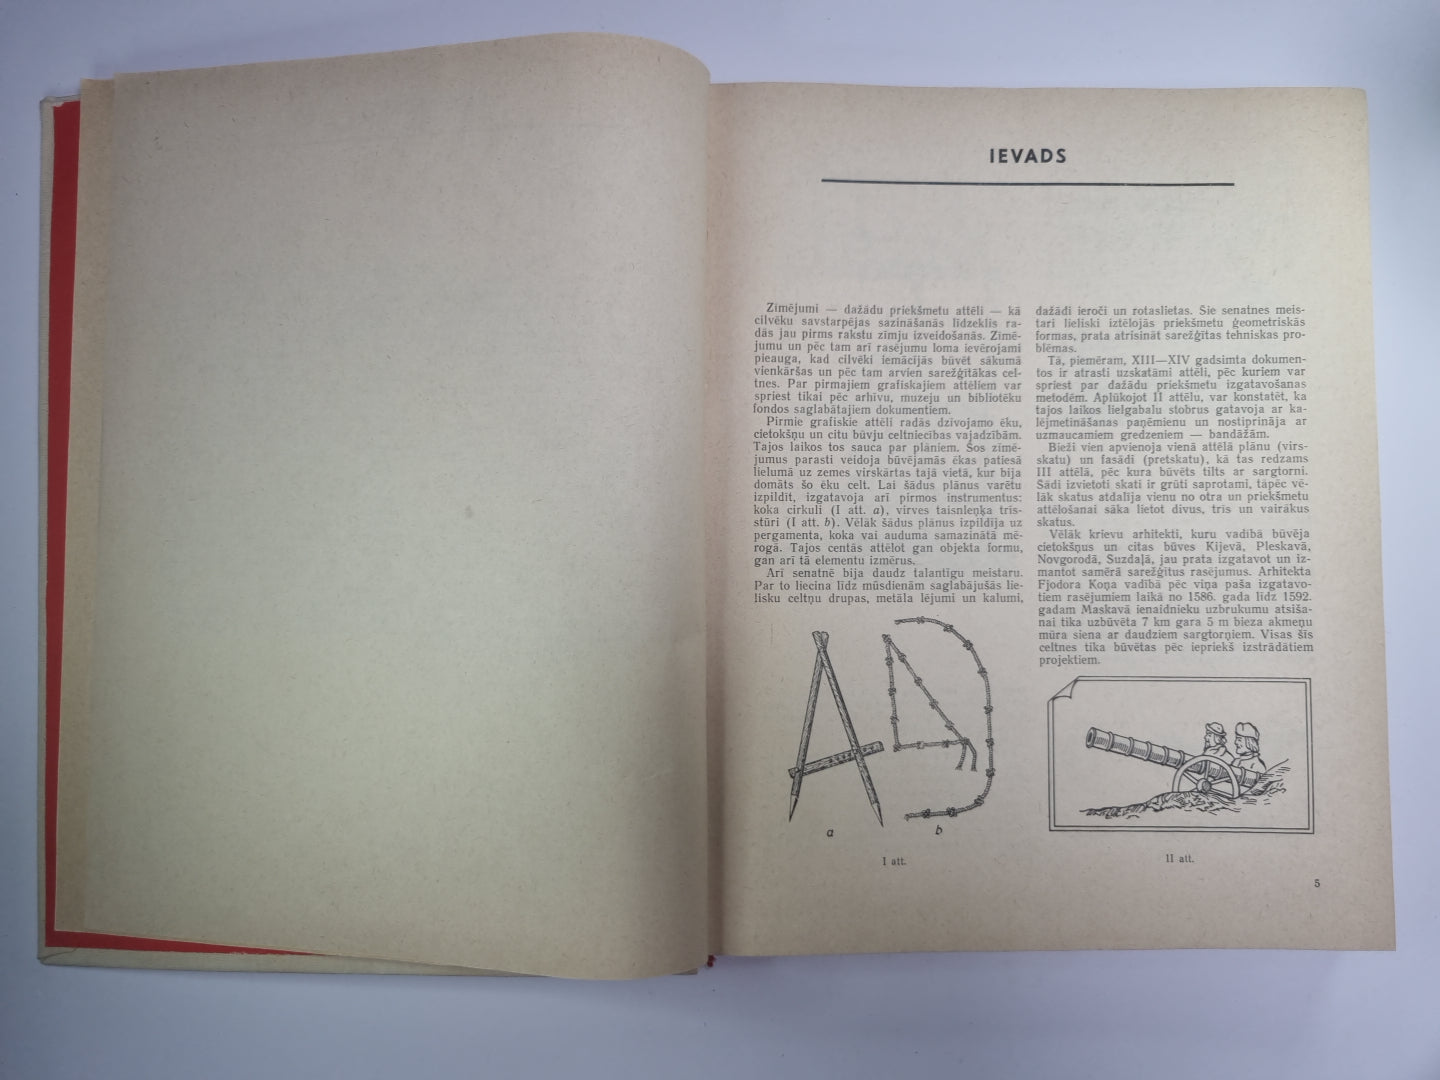 IEVADS
Zīmējumi — dažādu priekšmetu attēli — kā
cilvēku savstarpējas sazināšanās līdzeklis ra-
dās jau pirms rakstu zīmju izveidošanās. Zīmē-
jumu un pēc tam arī rasējumu loma ievērojami
pieauga, kad cilvēki iemācījās būvēt sākumā
vienkāršas un pēc tam arvien sarežģītākas cel-
tnes. Par pirmajiem grafiskajiem attēliem var
spriest tikai pēc arhīvu, muzeju un bibliotēku
fondos saglabātajiem dokumentiem.
Pirmie grafiskie attēli radās dzīvojamo ēku,
cietokšņu un citu būvju celtniecības vajadzībām.
Tajos laikos tos sauca par plāniem. Šos zīmē-
jumus parasti veidoja būvējamās ēkas patiesā
lielumā uz zemes virskārtas tajā vietā, kur bija
domāts šo ēku celt. Lai šādus plānus varētu
izpildīt, izgatavoja arī pirmos instrumentus:
koka cirkuli (I att. a), virves taisnleņķa trīs-
stūri (I att. b). Vēlāk šādus plānus izpildīja uz
pergamenta, koka vai auduma samazinātā mē-
rogā. Tajos centās attēlot gan objekta formu,
gan arī tā elementu izmērus.
Arī senatnē bija daudz talantīgu meistaru.
Par to liecina līdz mūsdienām saglabājušās lie-
lisku celtņu drupas, metāla lējumi un kalumi,
a
b
I att.
dažādi ieroči un rotaslietas. Šie senatnes meis-
tari lieliski iztēlojās priekšmetu ģeometriskās
formas, prata atrisināt sarežģītas tehniskas pro-
blēmas.
Tā, piemēram, XIII—XIV gadsimta dokumen-
tos ir atrasti uzskatāmi attēli, pēc kuriem var
spriest par dažādu priekšmetu izgatavošanas
metodēm. Aplūkojot II attēlu, var konstatēt, ka
tajos laikos lielgabalu stobrus gatavoja ar ka-
lējmetināšanas paņēmienu un nostiprināja ar
uzmaucamiem gredzeniem — bandāžām.
Bieži vien apvienoja vienā attēlā plānu (virs-
skatu) un fasādi (pretskatu), kā tas redzams
III attēlā, pēc kura būvēts tilts ar sargtorni.
Šādi izvietoti skati ir grūti saprotami, tāpēc vē-
lāk skatus atdalīja vienu no otra un priekšmetu
attēlošanai sāka lietot divus, trīs un vairākus
skatus.
Vēlāk krievu arhitekti, kuru vadībā būvēja
cietokšņus un citas būves Kijevā, Pleskavā,
Novgorodā, Suzdaļā, jau prata izgatavot un iz-
mantot samērā sarežģītus rasējumus. Arhitekta
Fjodora Koņa vadībā pēc viņa paša izgatavo-
tiem rasējumiem laikā no 1586. gada līdz 1592.
gadam Maskavā ienaidnieku uzbrukumu atsiša-
nai tika uzbūvēta 7 km gara 5 m bieza akmeņu
mūra siena ar daudziem sargtorņiem. Visas šīs
celtnes tika būvētas pēc iepriekš izstrādātiem
projektiem.
II att.
5